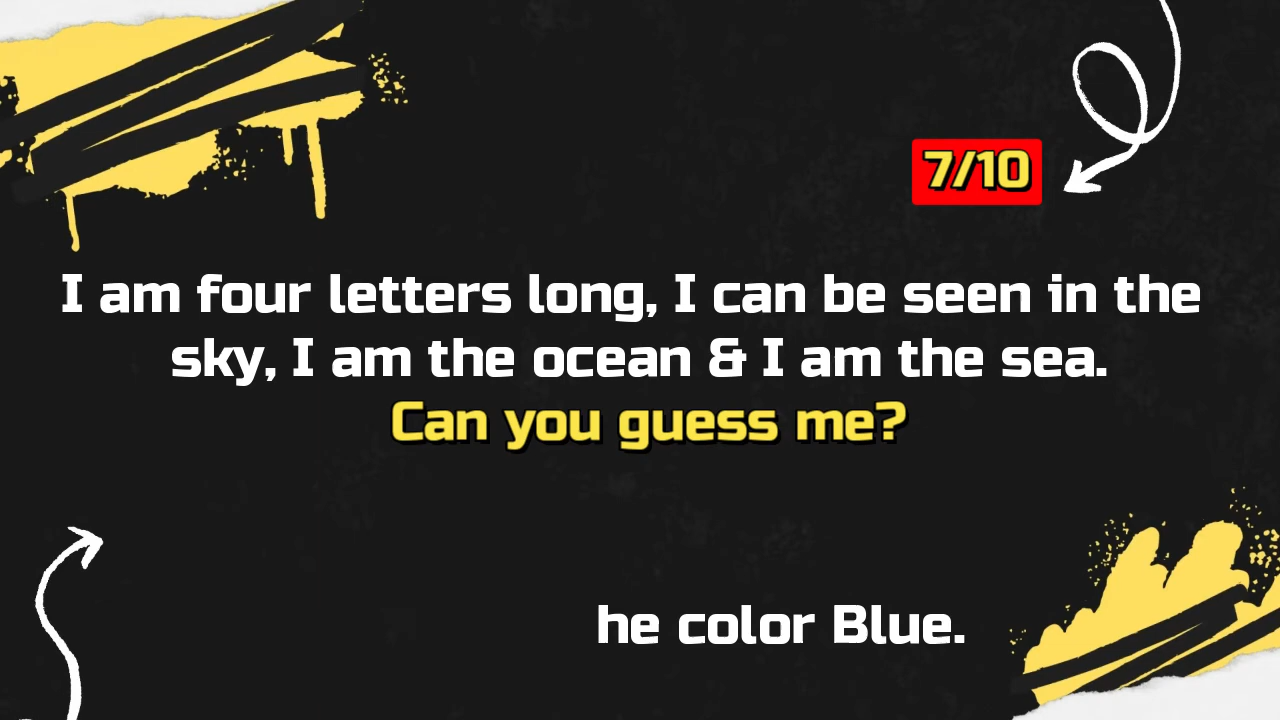 7/10
I am four letters long, I can be seen in the
sky, I am the ocean & I am the sea.
Can you guess me?
he color Blue.